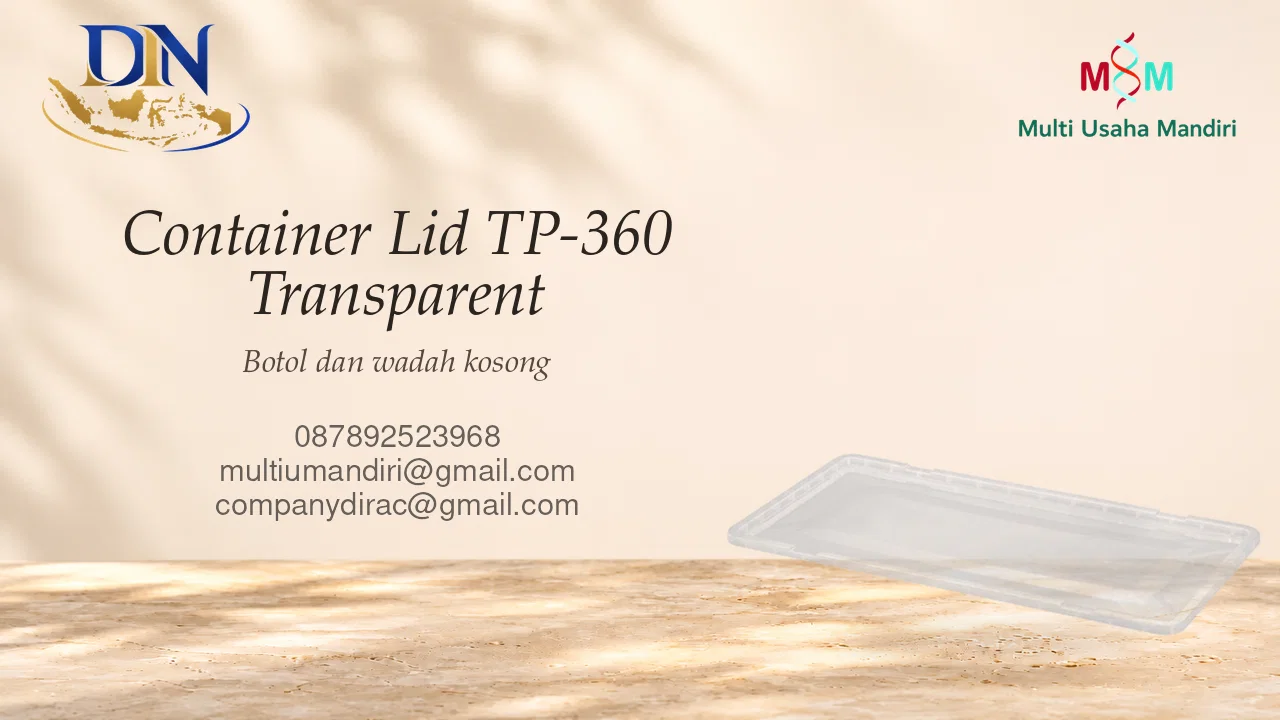 DIN
MSM
Multi Usaha Mandiri
Container Lid TP-360
Transparent
Botol dan wadah kosong
087892523968
multiumandiri@gmail.com
companydirac@gmail.com